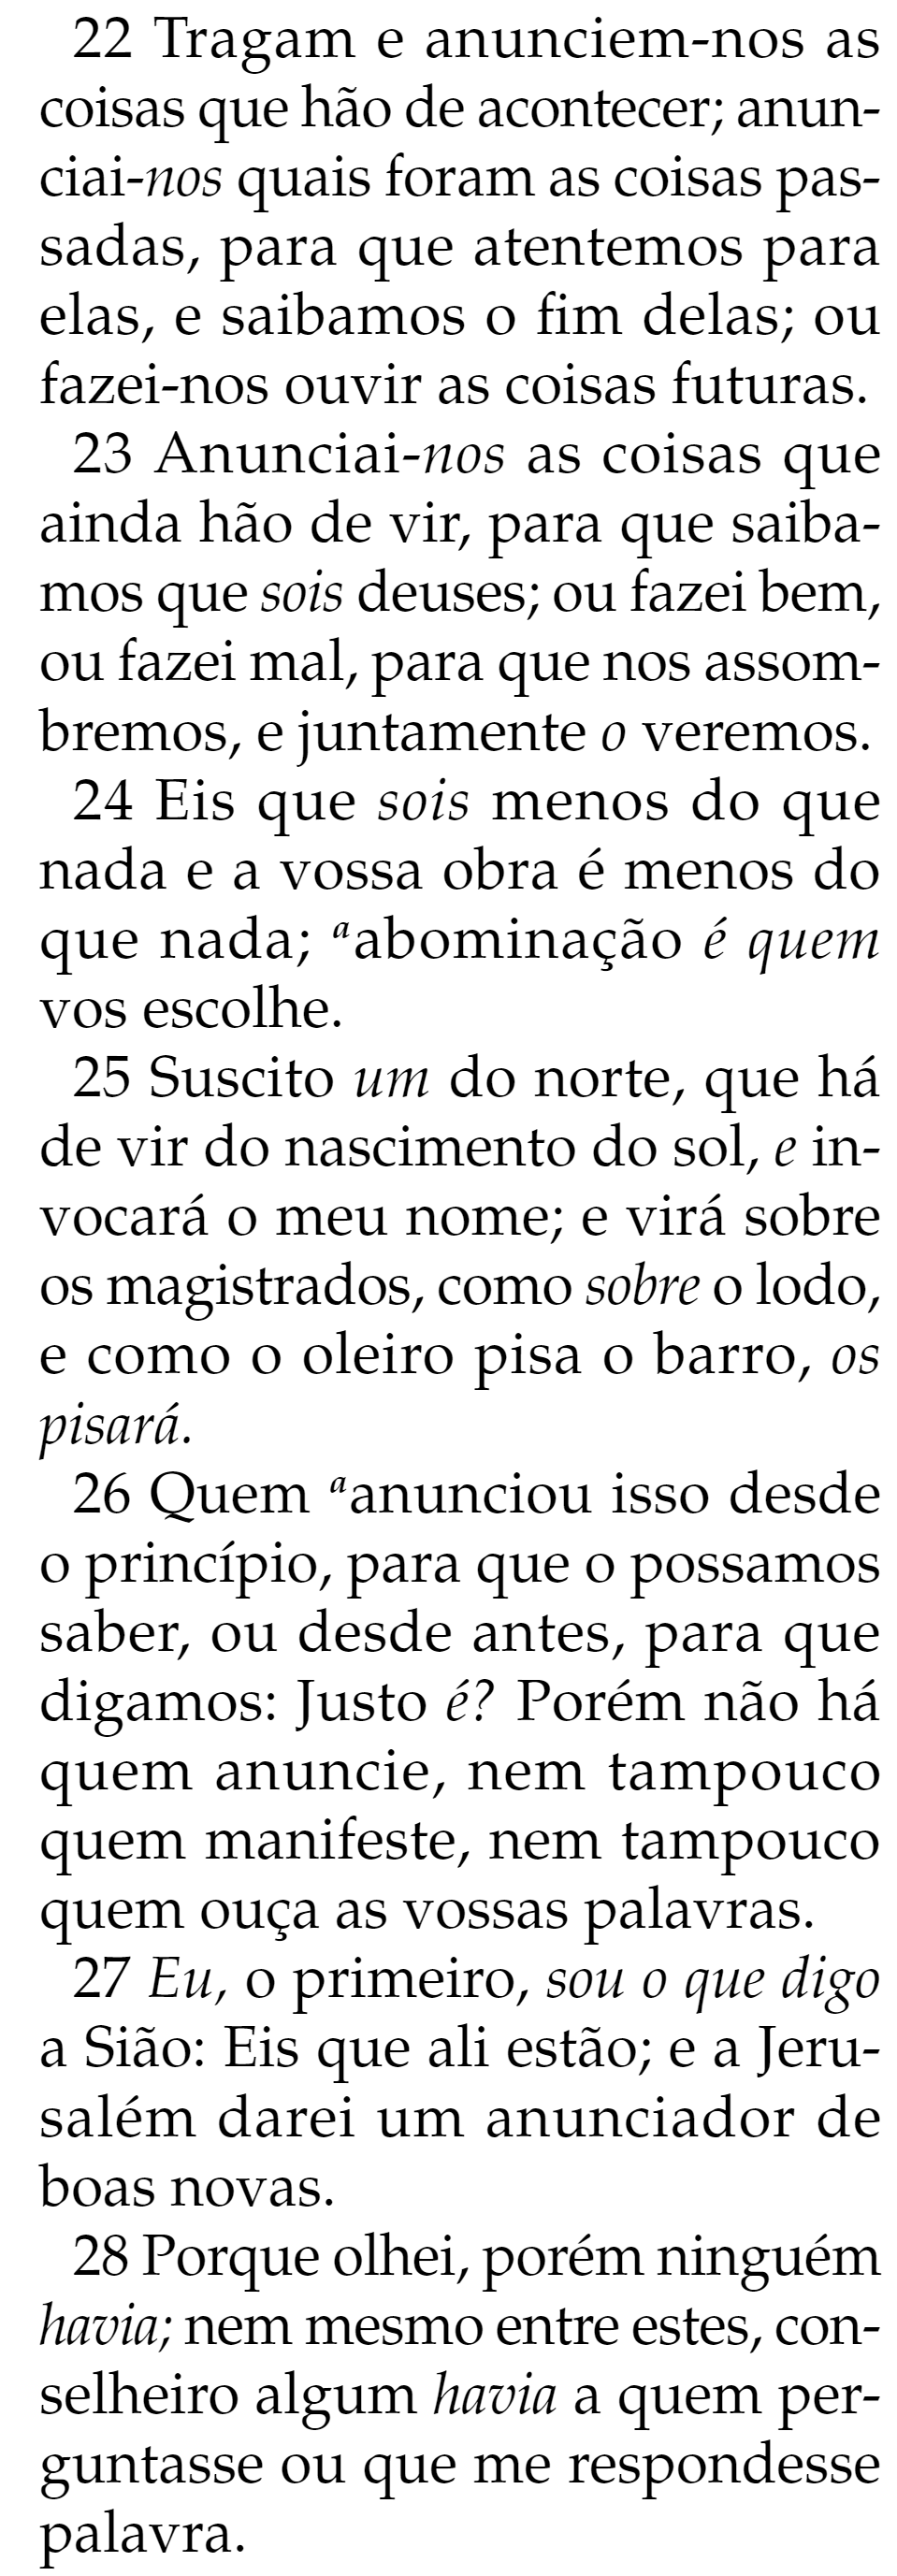 22 Tragam e anunciem-nos as
coisas que hão de acontecer; anun-
ciai-nos quais foram as coisas pas-
sadas, para que atentemos para
elas, e saibamos o fim delas; ou
fazei-nos ouvir as coisas futuras.
23 Anunciai-nos as coisas que
ainda hão de vir, para que saiba-
mos que sois deuses; ou fazei bem,
ou fazei mal, para que nos assom-
bremos, e juntamente o veremos.
24 Eis que sois menos do que
nada e a vossa obra é menos do
que nada; ᵃabominação é quem
vos escolhe.
25 Suscito um do norte, que há
de vir do nascimento do sol, e in-
vocará o meu nome; e virá sobre
os magistrados, como sobre o lodo,
e como o oleiro pisa o barro, os
pisará.
26 Quem ᵃanunciou isso desde
o princípio, para que o possamos
saber, ou desde antes, para que
digamos: Justo é? Porém não há
quem anuncie, nem tampouco
quem manifeste, nem tampouco
quem ouça as vossas palavras.
27 Eu, o primeiro, sou o que digo
a Sião: Eis que ali estão; e a Jeru-
salém darei um anunciador de
boas novas.
28 Porque olhei, porém ninguém
havia; nem mesmo entre estes, con-
selheiro algum havia a quem per-
guntasse ou que me respondesse
palavra.